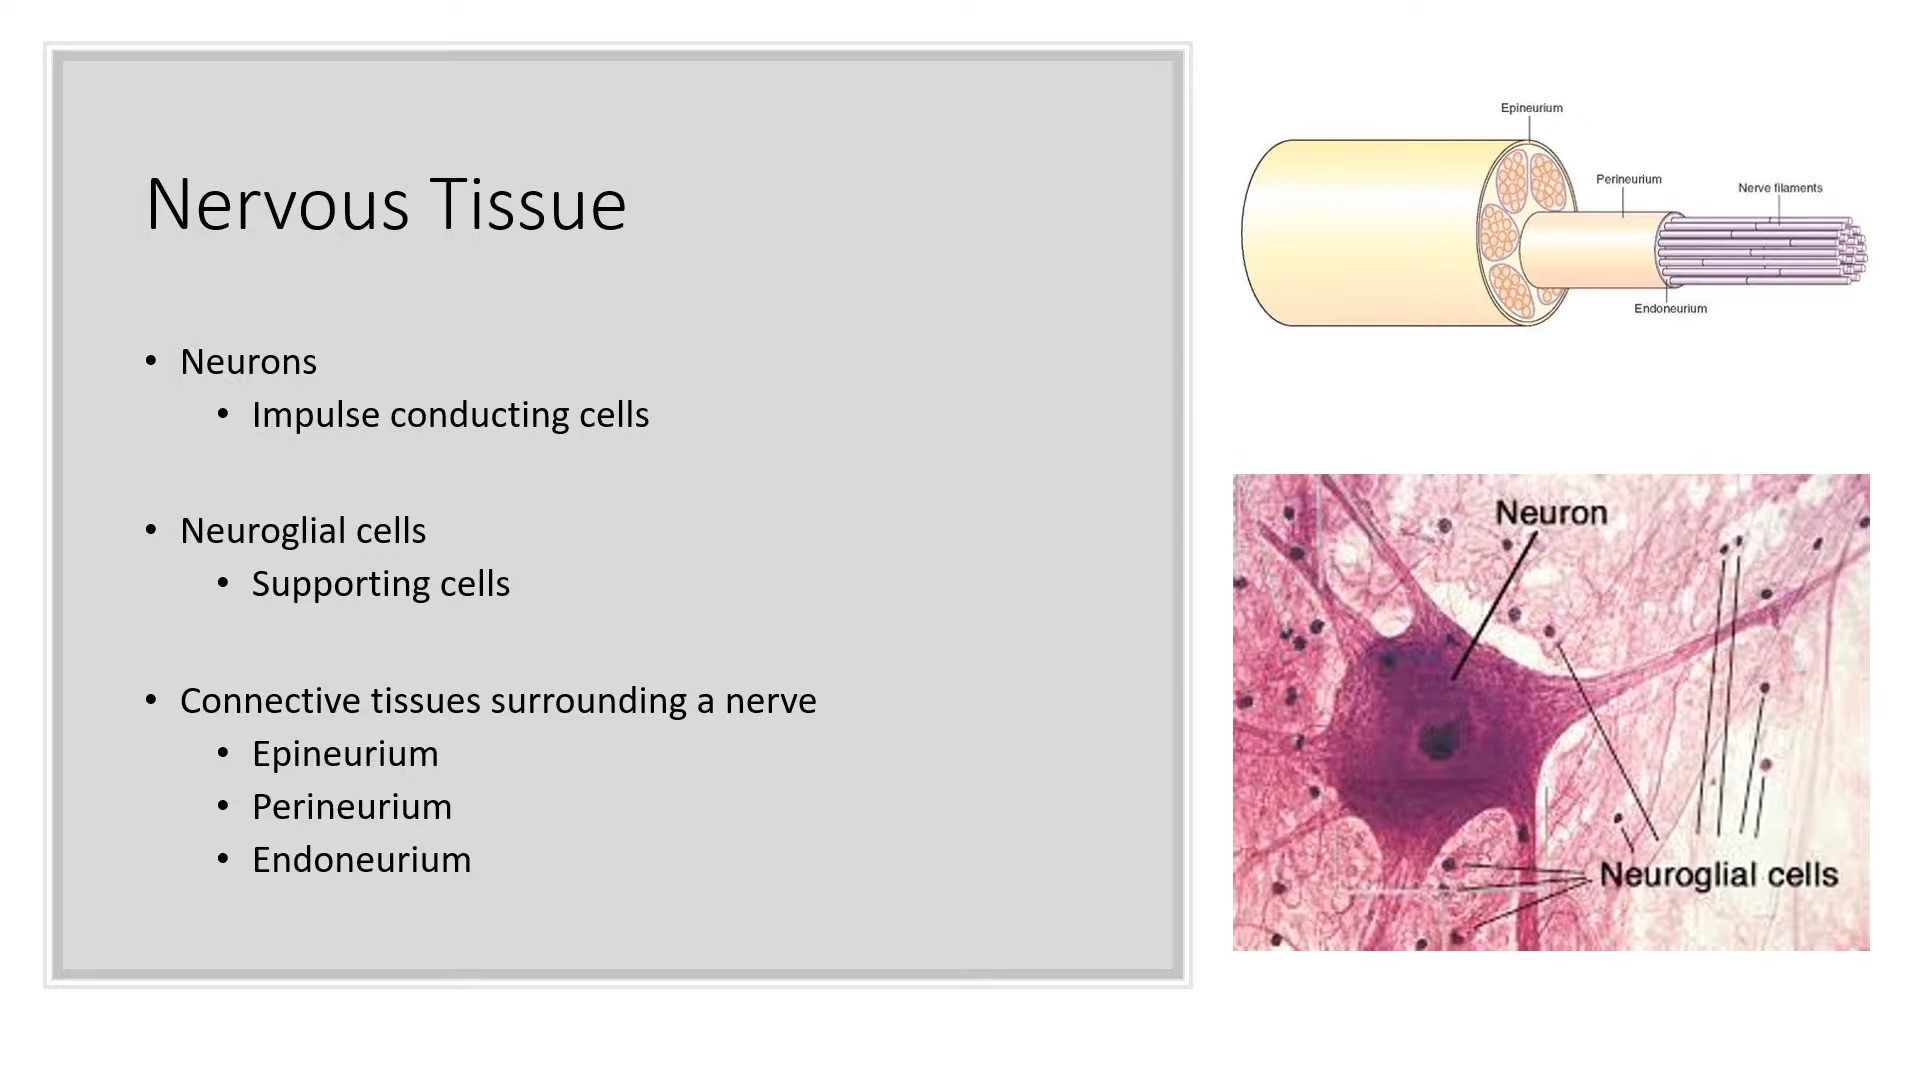 Nervous Tissue
• Neurons
• Impulse conducting cells
• Neuroglial cells
• Supporting cells
• Connective tissues surrounding a nerve
• Epineurium
• Perineurium
• Endoneurium
Epineurium
Perineurium
Nerve filaments
Endoneurium
Neuron
Neuroglial cells